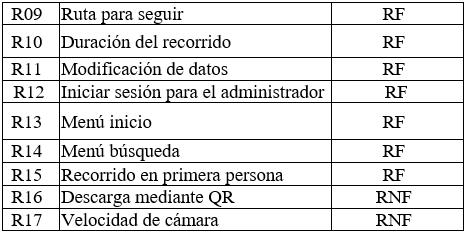 R09 Ruta para seguir RF
R10 Duración del recorrido RF
R11 Modificación de datos RF
R12 Iniciar sesión para el administrador RF
R13 Menú inicio RF
R14 Menú búsqueda RF
R15 Recorrido en primera persona RF
R16 Descarga mediante QR RNF
R17 Velocidad de cámara RNF